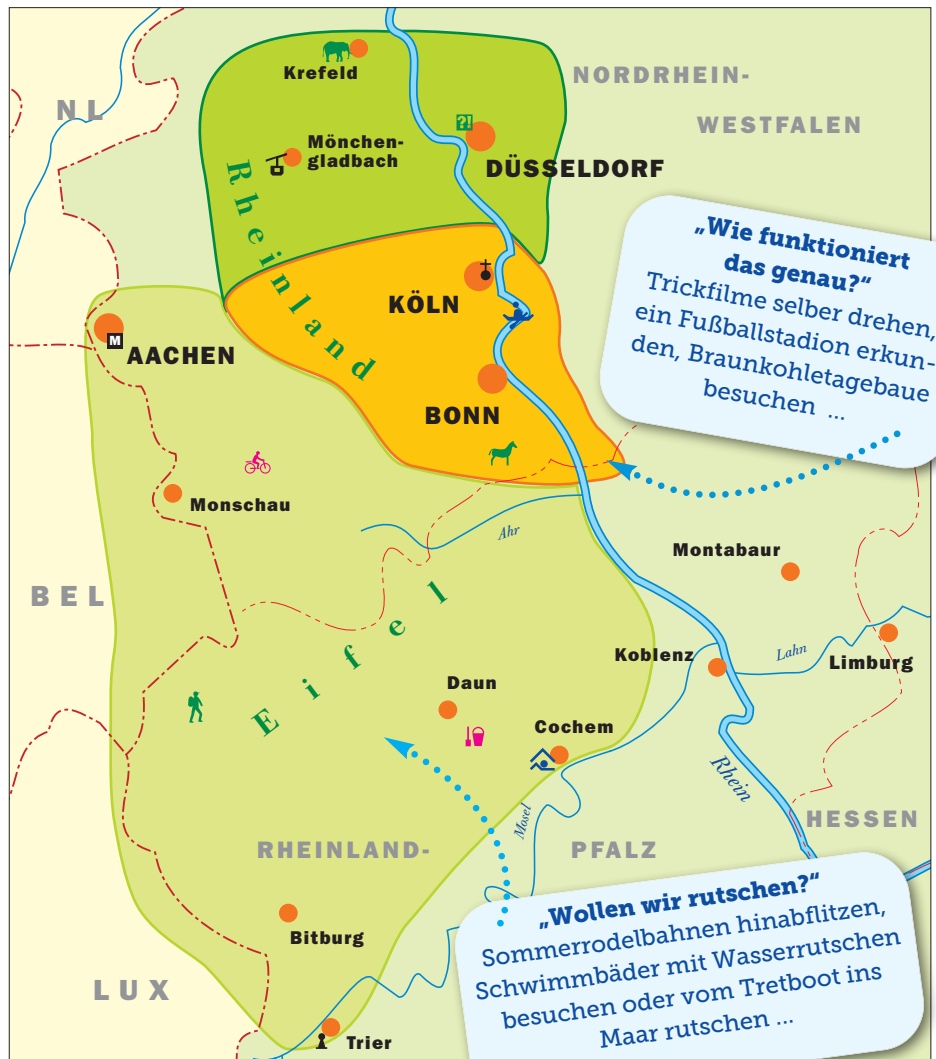 Krefeld
NORDRHEIN-
WESTFALEN
NL
Mönchen-
gladbach
DÜSSELDORF
Rheinland
„Wie funktioniert
das genau?“
Trickfilme selber drehen,
ein Fußballstadion erkun-
den, Braunkohletagebaue
besuchen ...
KÖLN
M
AACHEN
BONN
Monschau
Ahr
Montabaur
BEL
Eifel
Koblenz
Lahn
Limburg
Daun
Cochem
Mosel
Rhein
HESSEN
RHEINLAND-
PFALZ
„Wollen wir rutschen?“
Sommerrodelbahnen hinabflitzen,
Schwimmbäder mit Wasserrutschen
besuchen oder vom Tretboot ins
Maar rutschen ...
Bitburg
LUX
Trier
?!